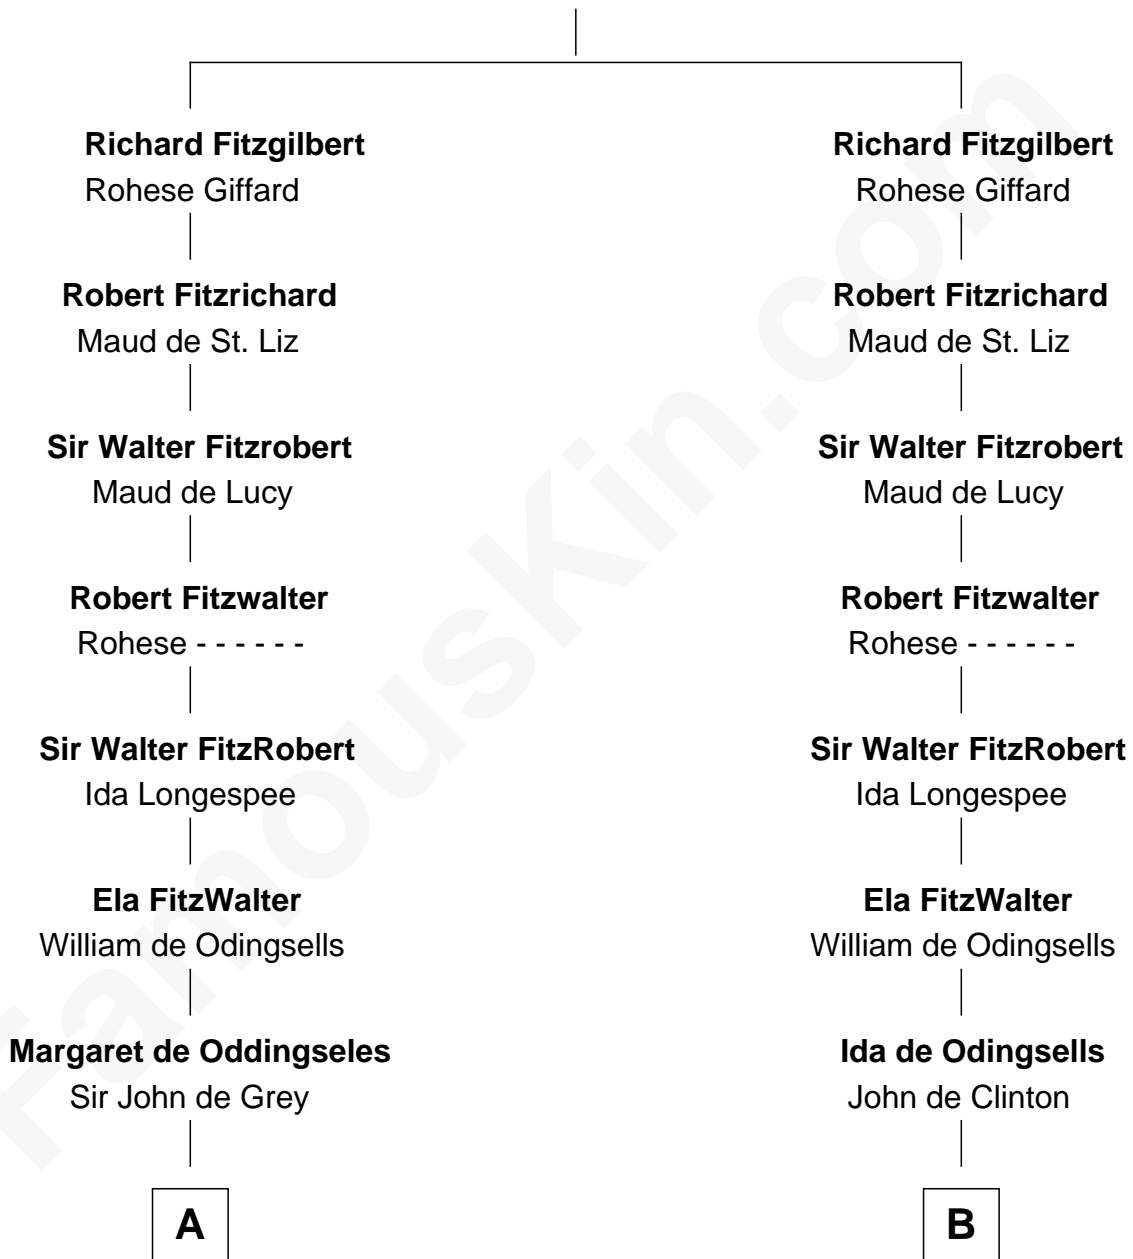 Richard Fitzgilbert
Rohese Giffard
Robert Fitzrichard
Maud de St. Liz
Sir Walter Fitzrobert
Maud de Lucy
Robert Fitzwalter
Rohese - - - - - -
Sir Walter FitzRobert
Ida Longespee
Ela FitzWalter
William de Odingsells
Margaret de Oddingseles
Sir John de Grey
A
Richard Fitzgilbert
Rohese Giffard
Robert Fitzrichard
Maud de St. Liz
Sir Walter Fitzrobert
Maud de Lucy
Robert Fitzwalter
Rohese - - - - - -
Sir Walter FitzRobert
Ida Longespee
Ela FitzWalter
William de Odingsells
Ida de Odingsells
John de Clinton
B
FamousKin.com